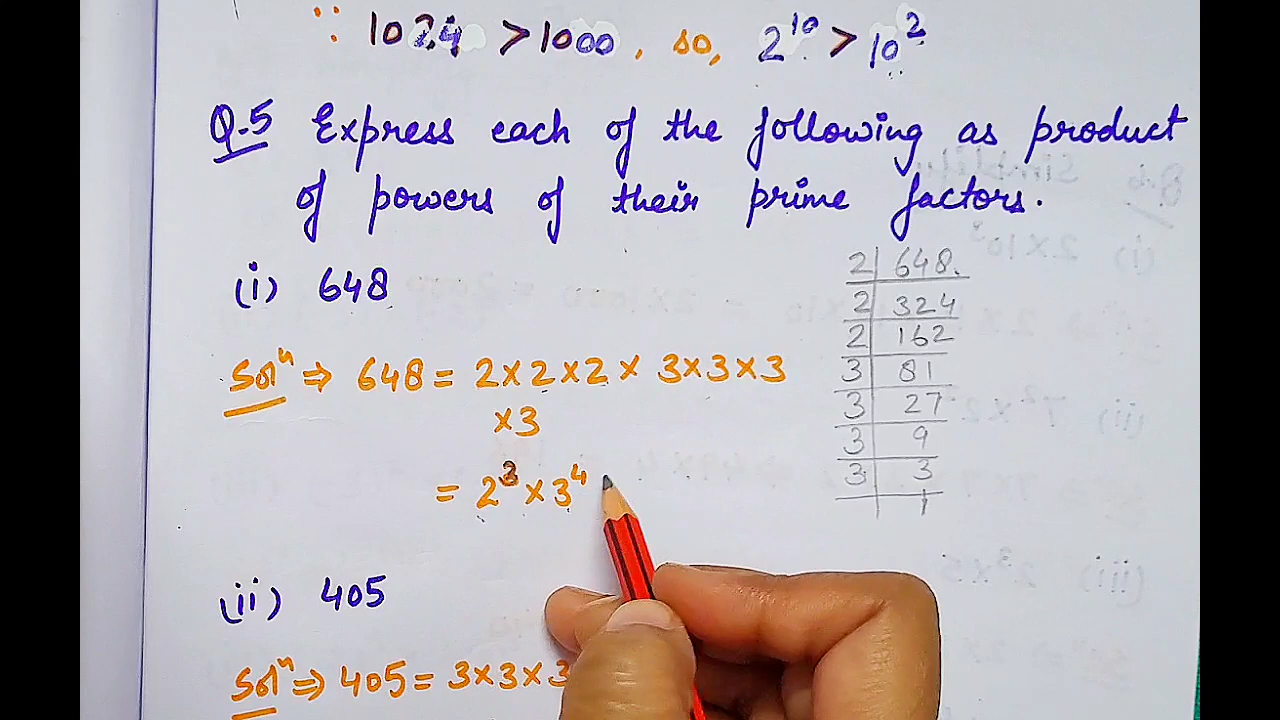 ∵ 1024 > 1000, so, 2¹⁰ > 10²
Q.5 Express each of the following as product
of powers of their prime factors.
(i) 648
Solⁿ ⇒ 648 = 2×2×2× 3×3×3
×3
= 2³ × 3⁴
2 | 648.
2 | 324
2 | 162
3 | 81
3 | 27
3 | 9
3 | 3
1
(ii) 405
Solⁿ ⇒ 405 = 3×3×3